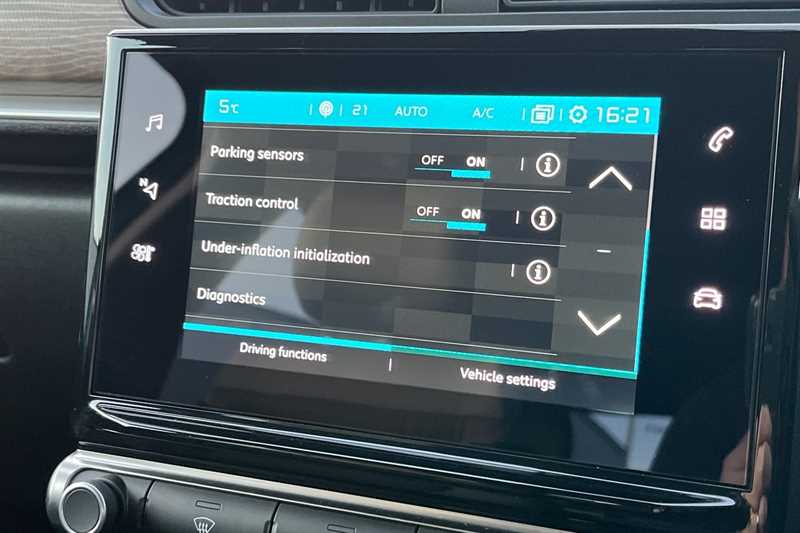 5°C 21 AUTO A/C 16:21
Parking sensors OFF ON i
Traction control OFF ON i
Under-inflation initialization i
Diagnostics
Driving functions Vehicle settings
N